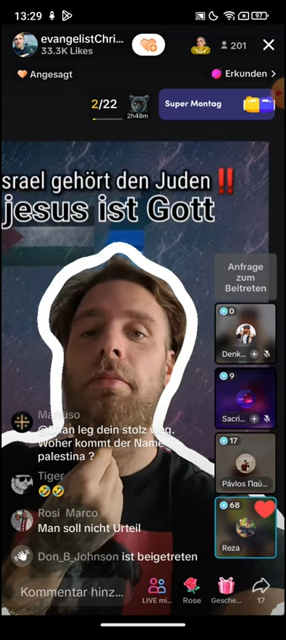 13:29
97
evangelistChri...
33.3K Likes
201
Angesagt
Erkunden >
2/22
2h48m
Super Montag
srael gehört den Juden ‼️
jesus ist Gott
Anfrage
zum
Beitreten
0
Denk...
9
Sacri...
17
Pávlos Παύ...
68
Reza
leg dein stolz weg.
Woher kommt der Name
palestina ?
Tiger
🤣🤣
Rosi Marco
Man soll nicht Urteil
Don_B_Johnson ist beigetreten
Kommentar hinz...
LIVE mi...
Rose
Gesche...
17